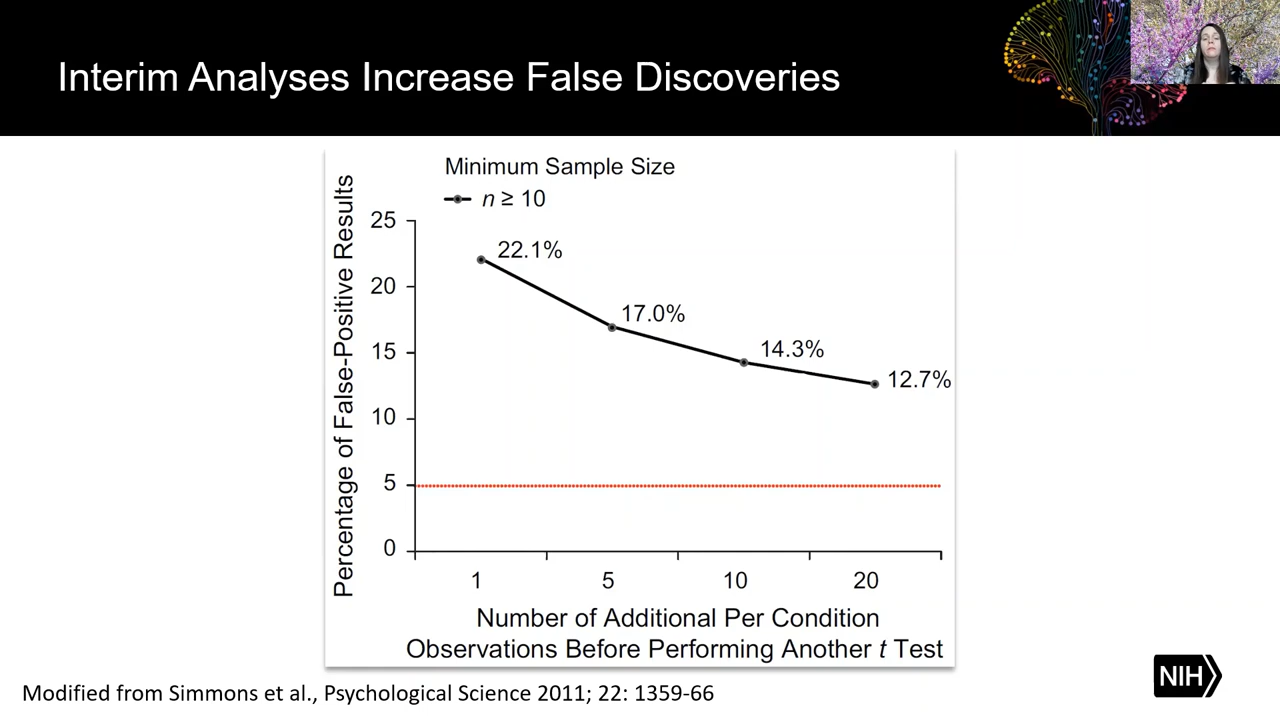 Interim Analyses Increase False Discoveries
Minimum Sample Size
n ≥ 10
Percentage of False-Positive Results
25
20
15
10
5
0
22.1%
17.0%
14.3%
12.7%
1 5 10 20
Number of Additional Per Condition
Observations Before Performing Another t Test
Modified from Simmons et al., Psychological Science 2011; 22: 1359-66
NIH